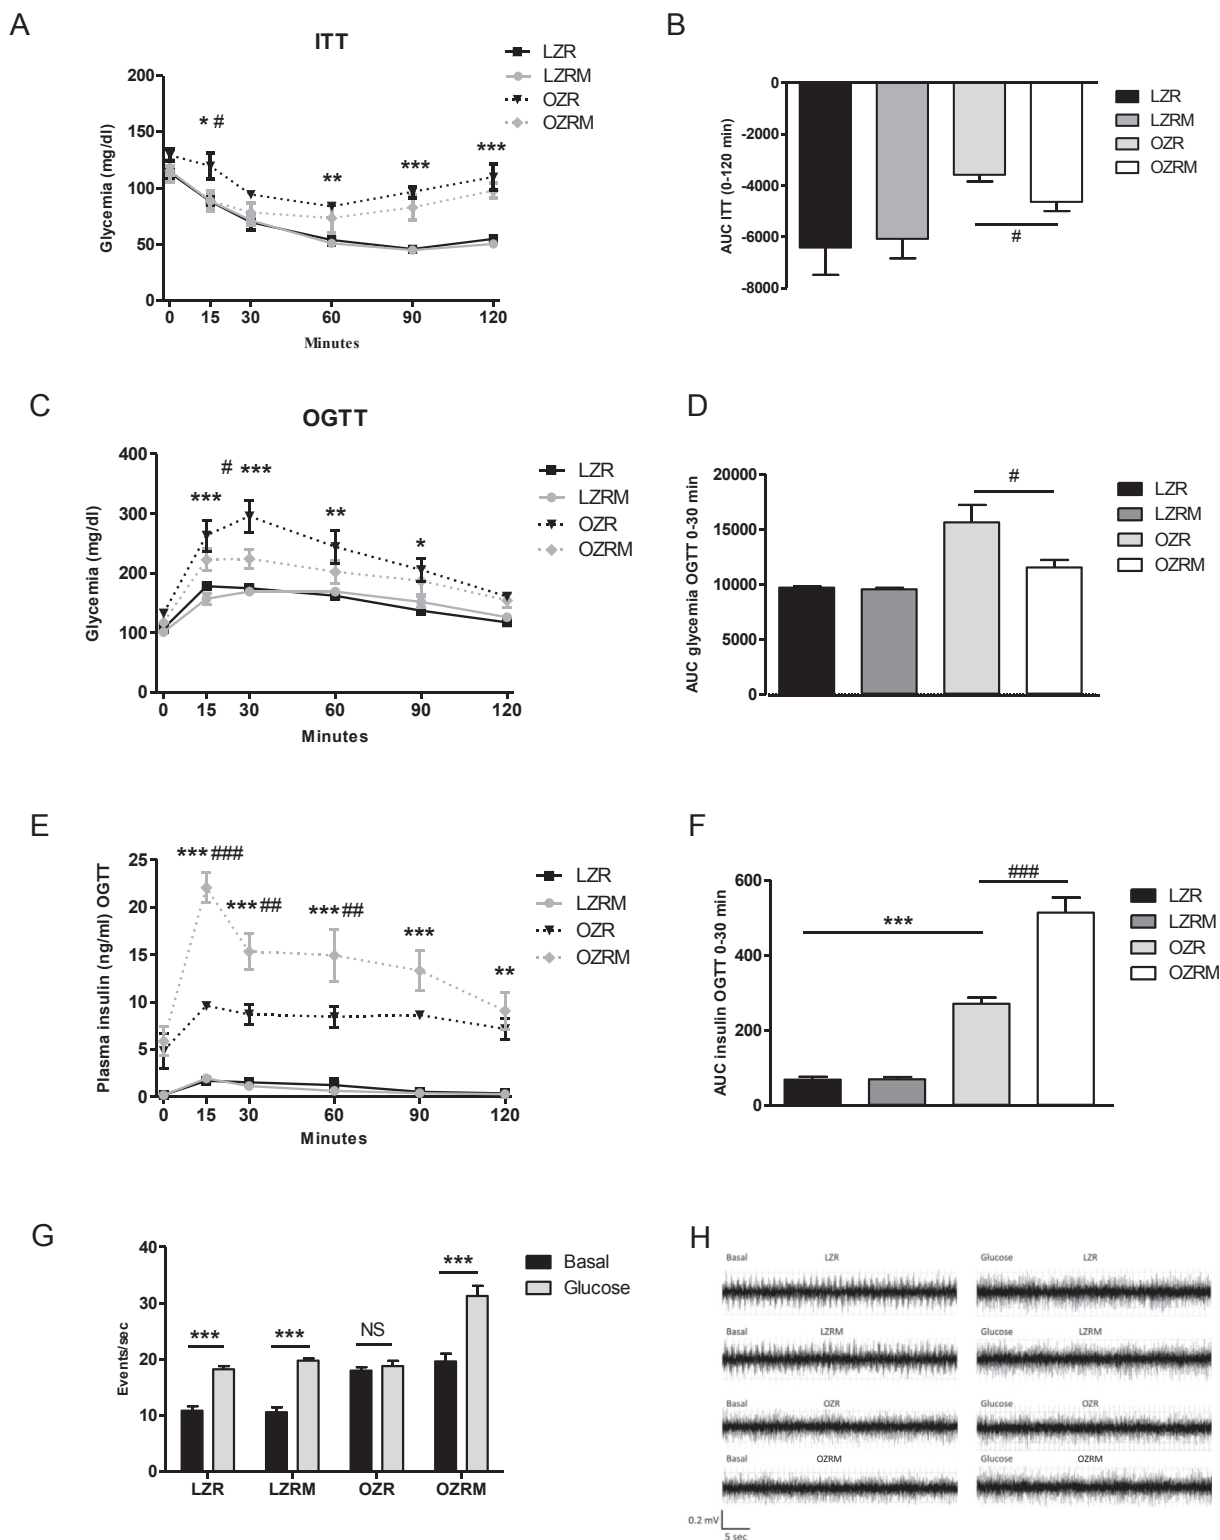 A
ITT
LZR
LZRM
OZR
OZRM
200
150
100
50
0
Glycemia (mg/dl)
* #
**
***
***
0 15 30 60 90 120
Minutes
B
0
-2000
-4000
-6000
-8000
AUC ITT (0-120 min)
#
LZR
LZRM
OZR
OZRM
C
OGTT
400
300
200
100
0
Glycemia (mg/dl)
***
# ***
**
*
0 15 30 60 90 120
Minutes
LZR
LZRM
OZR
OZRM
D
20000
15000
10000
5000
0
AUC glycemia OGTT 0-30 min
#
LZR
LZRM
OZR
OZRM
E
25
20
15
10
5
0
Plasma insulin (ng/ml) OGTT
***###
***##
***##
***
**
0 15 30 60 90 120
Minutes
LZR
LZRM
OZR
OZRM
F
600
400
200
0
AUC insulin OGTT 0-30 min
***
###
LZR
LZRM
OZR
OZRM
G
40
30
20
10
0
Events/sec
***
***
NS
***
LZR LZRM OZR OZRM
Basal
Glucose
H
Basal LZR
Glucose LZR
Basal LZRM
Glucose LZRM
Basal OZR
Glucose OZR
Basal OZRM
Glucose OZRM
0.2 mV
5 sec